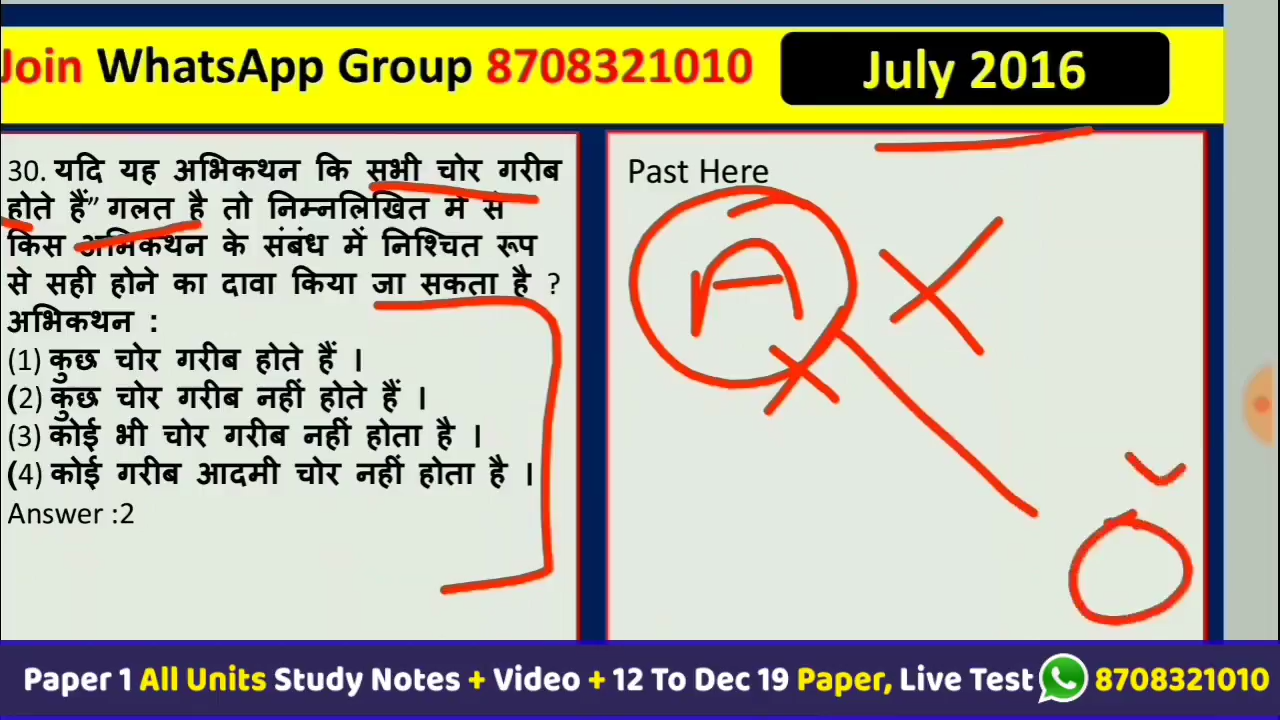 Join WhatsApp Group 8708321010
July 2016
30. यदि यह अभिकथन कि सभी चोर गरीब
होते हैं” गलत है तो निम्नलिखित में से
किस अभिकथन के संबंध में निश्चित रूप
से सही होने का दावा किया जा सकता है ?
अभिकथन :
(1) कुछ चोर गरीब होते हैं ।
(2) कुछ चोर गरीब नहीं होते हैं ।
(3) कोई भी चोर गरीब नहीं होता है ।
(4) कोई गरीब आदमी चोर नहीं होता है ।
Answer :2
Past Here
A
O
Paper 1 All Units Study Notes + Video + 12 To Dec 19 Paper, Live Test 8708321010